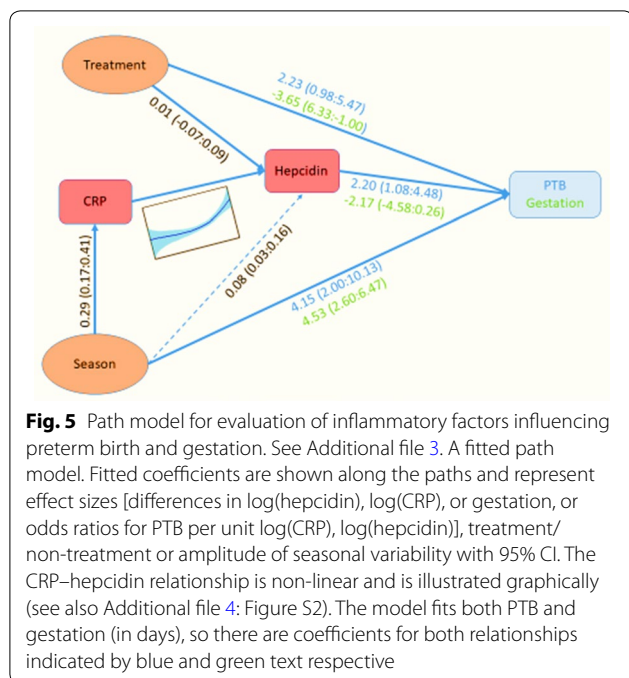 Treatment
2.23 (0.98:5.47)
-3.65 (6.33:-1.00)
0.01 (-0.07:0.09)
Hepcidin
2.20 (1.08:4.48)
-2.17 (-4.58:0.26)
PTB
Gestation
CRP
0.29 (0.17:0.41)
0.08 (0.03:0.16)
4.15 (2.00:10.13)
4.53 (2.60:6.47)
Season
Fig. 5 Path model for evaluation of inflammatory factors influencing
preterm birth and gestation. See Additional file 3. A fitted path
model. Fitted coefficients are shown along the paths and represent
effect sizes [differences in log(hepcidin), log(CRP), or gestation, or
odds ratios for PTB per unit log(CRP), log(hepcidin)], treatment/
non-treatment or amplitude of seasonal variability with 95% CI. The
CRP–hepcidin relationship is non-linear and is illustrated graphically
(see also Additional file 4: Figure S2). The model fits both PTB and
gestation (in days), so there are coefficients for both relationships
indicated by blue and green text respective